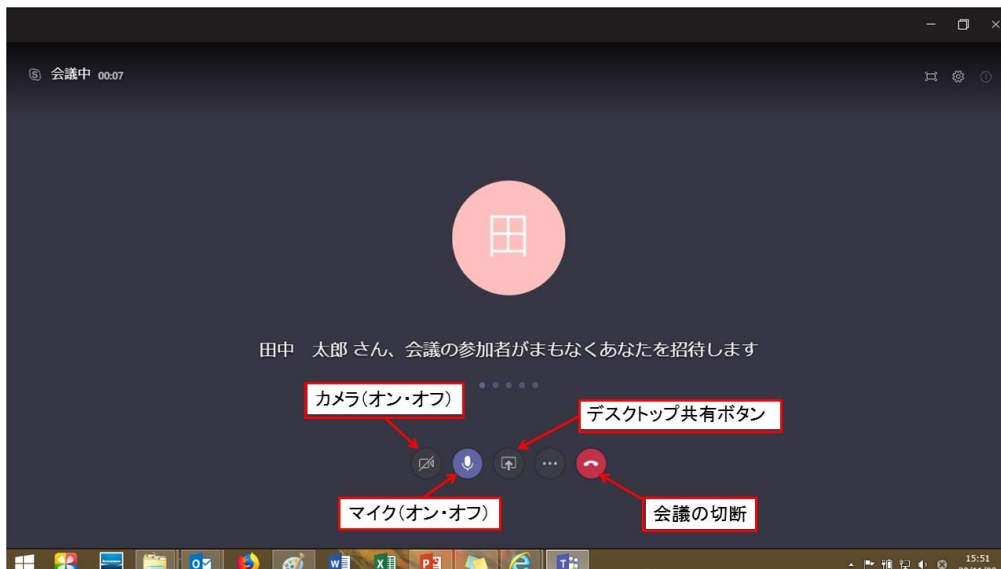 会議中 00:07
田
田中　太郎 さん、会議の参加者がまもなくあなたを招待します
カメラ(オン・オフ)
デスクトップ共有ボタン
マイク(オン・オフ)
会議の切断
15:51